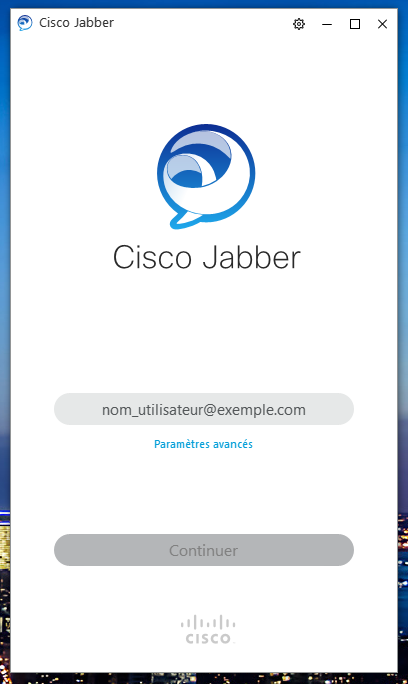 Cisco Jabber
Cisco Jabber
nom_utilisateur@exemple.com
Paramètres avancés
Continuer
CISCO